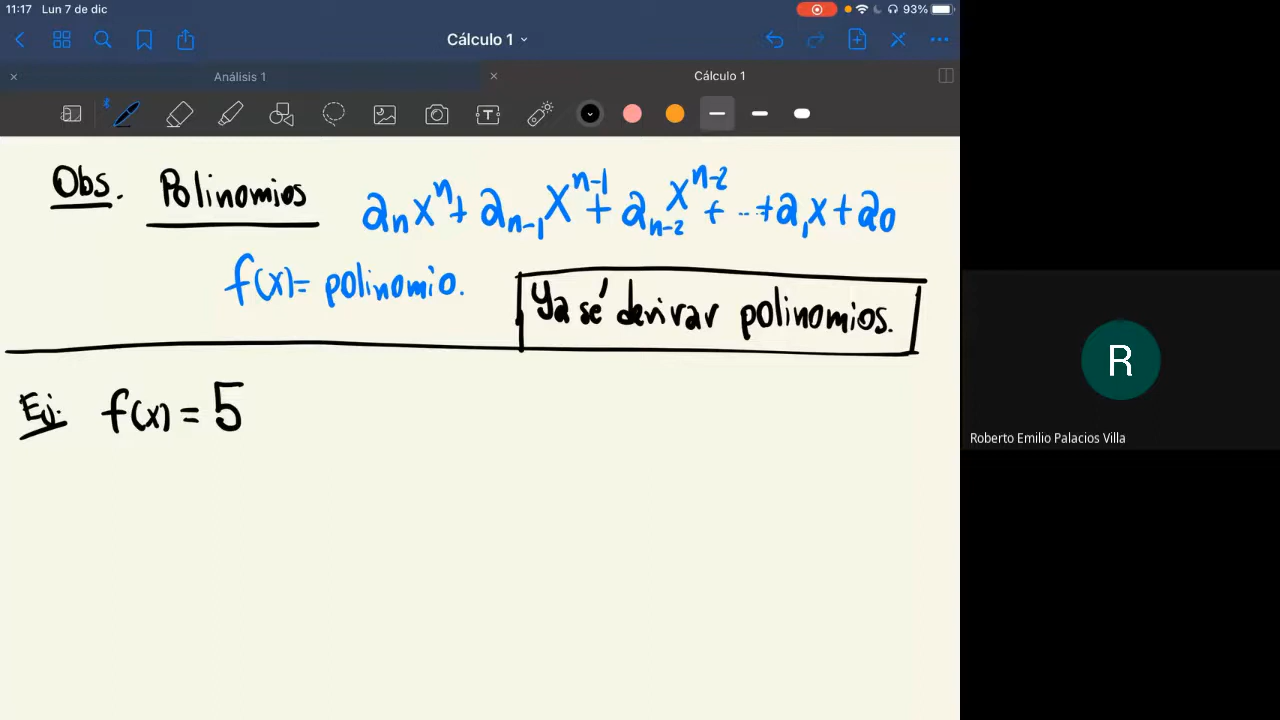 11:17 Lun 7 de dic 93%
Cálculo 1
Análisis 1 Cálculo 1
Obs. Polinomios aₙxⁿ + aₙ₋₁xⁿ⁻¹ + aₙ₋₂xⁿ⁻² + ... + a₁x + a₀
f(x) = polinomio.
Ya sé derivar polinomios.
Ej. f(x) = 5
R
Roberto Emilio Palacios Villa